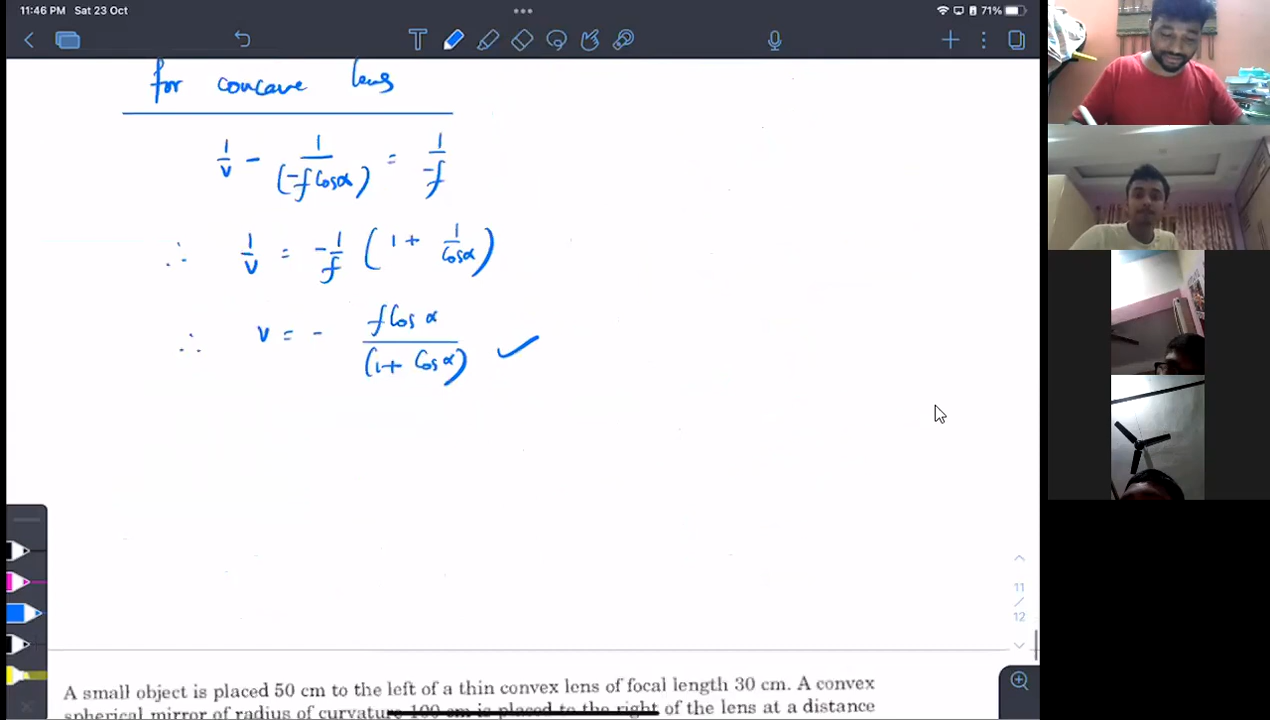 11:46 PM Sat 23 Oct
71%
T
for concave lens
1/v - 1/(-f Cosα) = 1/-f
∴ 1/v = -1/f (1 + 1/Cosα)
∴ v = - f Cos α/(1+ Cosα) ✓
11
/
12
A small object is placed 50 cm to the left of a thin convex lens of focal length 30 cm. A convex
spherical mirror of radius of curvature 100 cm is placed to the right of the lens at a distance